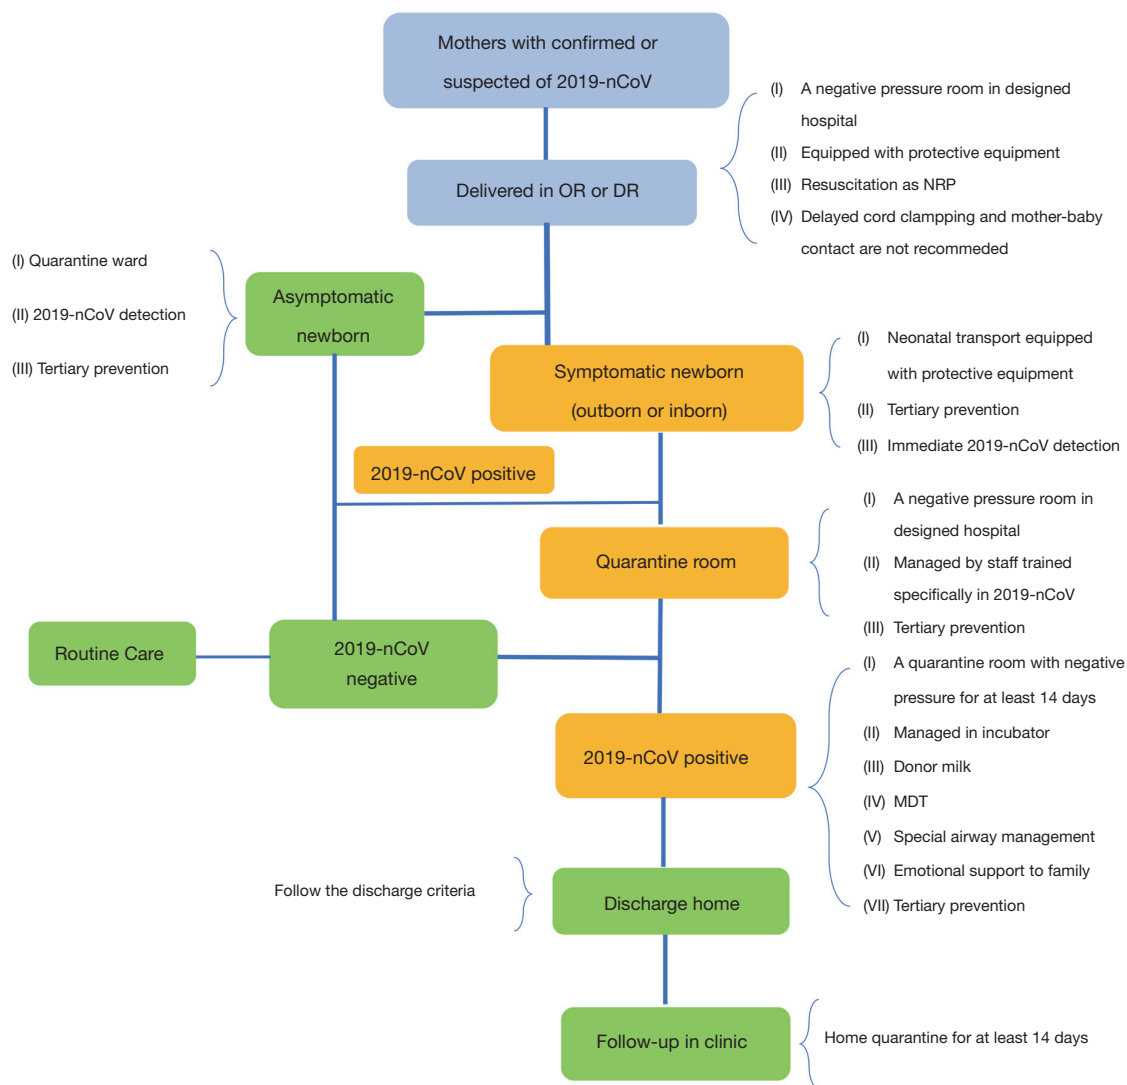 Mothers with confirmed or
suspected of 2019-nCoV
(I) A negative pressure room in designed
hospital
(II) Equipped with protective equipment
(III) Resuscitation as NRP
(IV) Delayed cord clampping and mother-baby
contact are not recommeded
Delivered in OR or DR
(I) Quarantine ward
(II) 2019-nCoV detection
(III) Tertiary prevention
Asymptomatic
newborn
Symptomatic newborn
(outborn or inborn)
(I) Neonatal transport equipped
with protective equipment
(II) Tertiary prevention
(III) Immediate 2019-nCoV detection
2019-nCoV positive
Quarantine room
(I) A negative pressure room in
designed hospital
(II) Managed by staff trained
specifically in 2019-nCoV
(III) Tertiary prevention
Routine Care
2019-nCoV
negative
2019-nCoV positive
(I) A quarantine room with negative
pressure for at least 14 days
(II) Managed in incubator
(III) Donor milk
(IV) MDT
(V) Special airway management
(VI) Emotional support to family
(VII) Tertiary prevention
Follow the discharge criteria
Discharge home
Follow-up in clinic
Home quarantine for at least 14 days